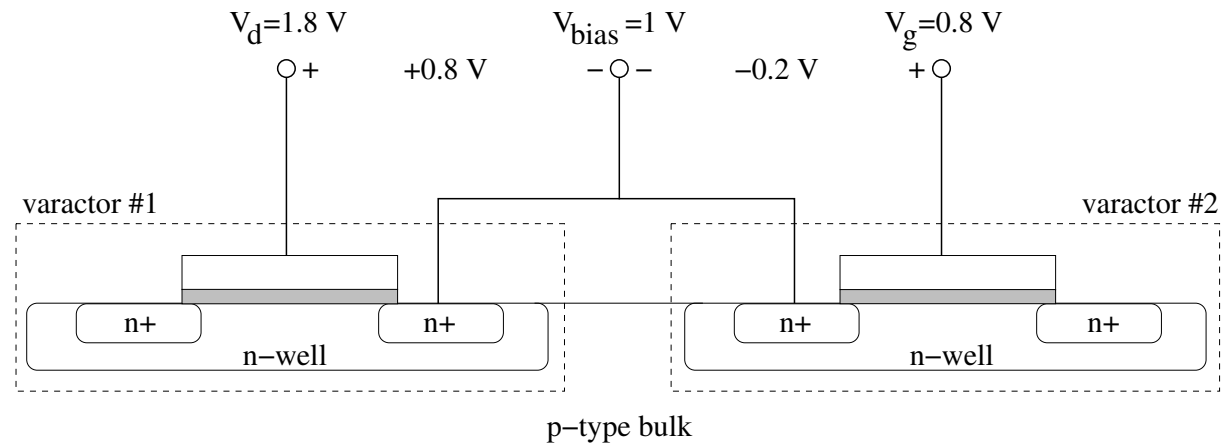 V_d=1.8 V
V_bias=1 V
V_g=0.8 V
+
+0.8 V
− −
−0.2 V
+
varactor #1
varactor #2
n+
n+
n+
n+
n−well
n−well
p−type bulk